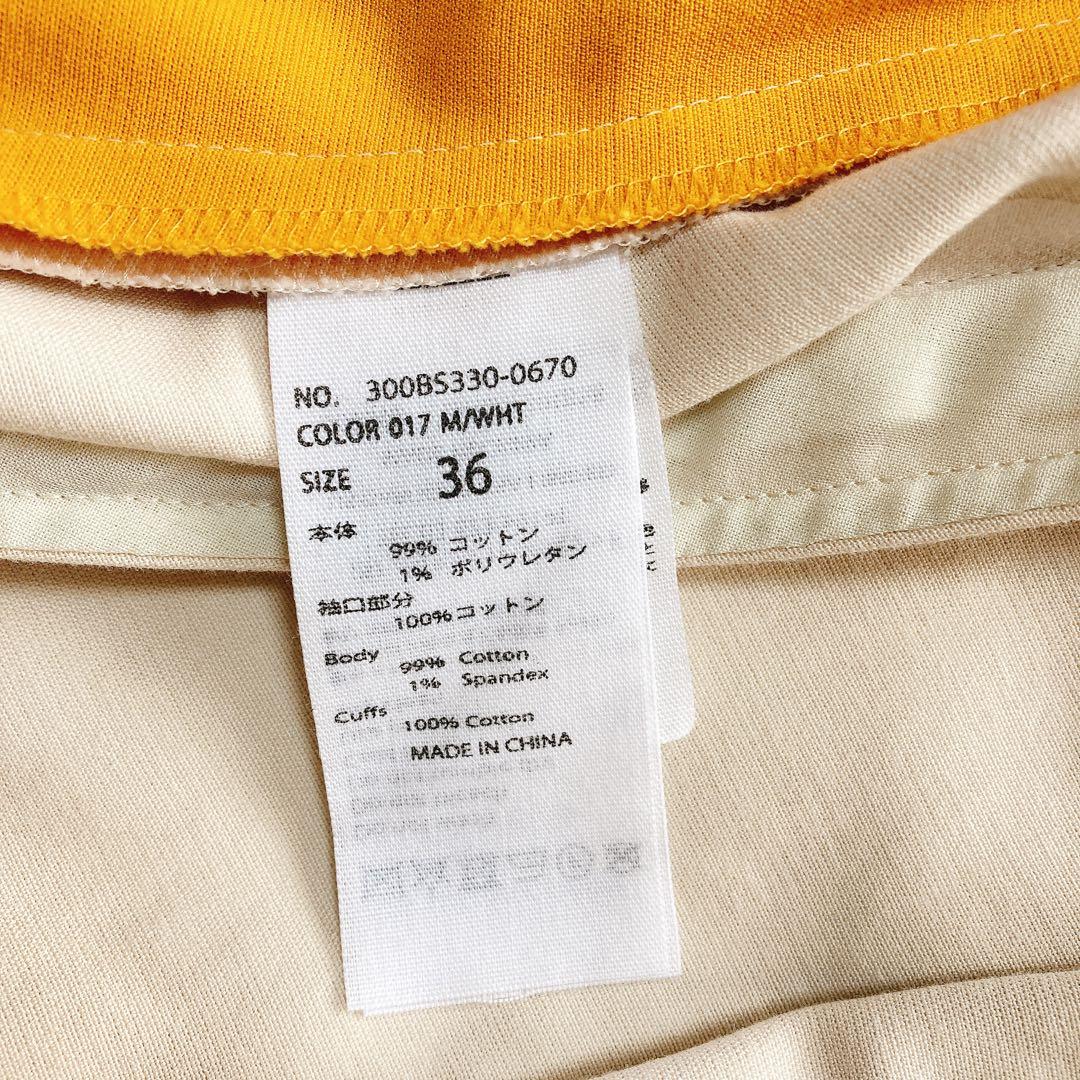 NO. 300BS330-0670
COLOR 017 M/WHT
SIZE 36
本体 99% コットン
1% ポリウレタン
袖口部分
100% コットン
Body 99% Cotton
1% Spandex
Cuffs 100% Cotton
MADE IN CHINA